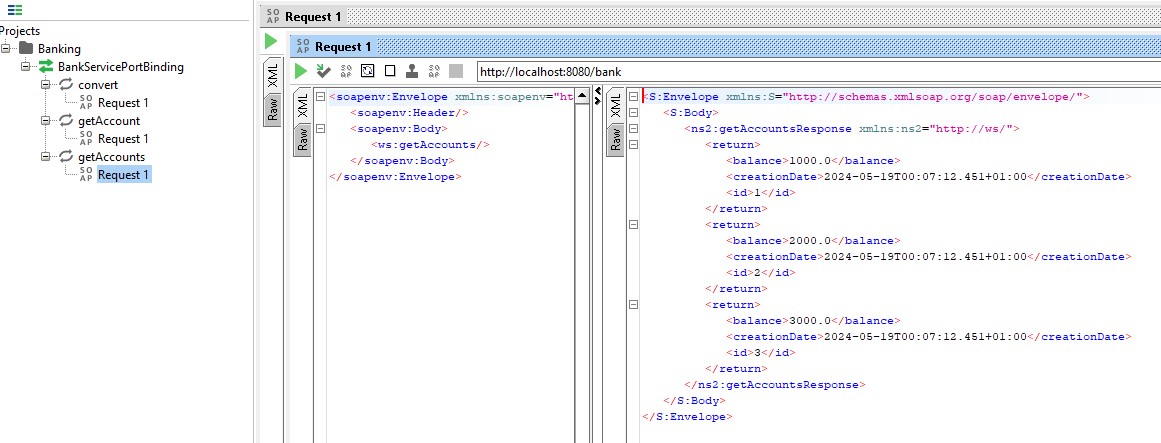 Projects
Banking
BankServicePortBinding
convert
SOAP Request 1
getAccount
SOAP Request 1
getAccounts
SOAP Request 1
SOAP Request 1
SOAP Request 1
SOAP
SOAP
http://localhost:8080/bank
XML
Raw
XML
Raw
<soapenv:Envelope xmlns:soapenv="ht
<soapenv:Header/>
<soapenv:Body>
<ws:getAccounts/>
</soapenv:Body>
</soapenv:Envelope>
XML
Raw
<S:Envelope xmlns:S="http://schemas.xmlsoap.org/soap/envelope/">
<S:Body>
<ns2:getAccountsResponse xmlns:ns2="http://ws/">
<return>
<balance>1000.0</balance>
<creationDate>2024-05-19T00:07:12.451+01:00</creationDate>
<id>1</id>
</return>
<return>
<balance>2000.0</balance>
<creationDate>2024-05-19T00:07:12.451+01:00</creationDate>
<id>2</id>
</return>
<return>
<balance>3000.0</balance>
<creationDate>2024-05-19T00:07:12.451+01:00</creationDate>
<id>3</id>
</return>
</ns2:getAccountsResponse>
</S:Body>
</S:Envelope>